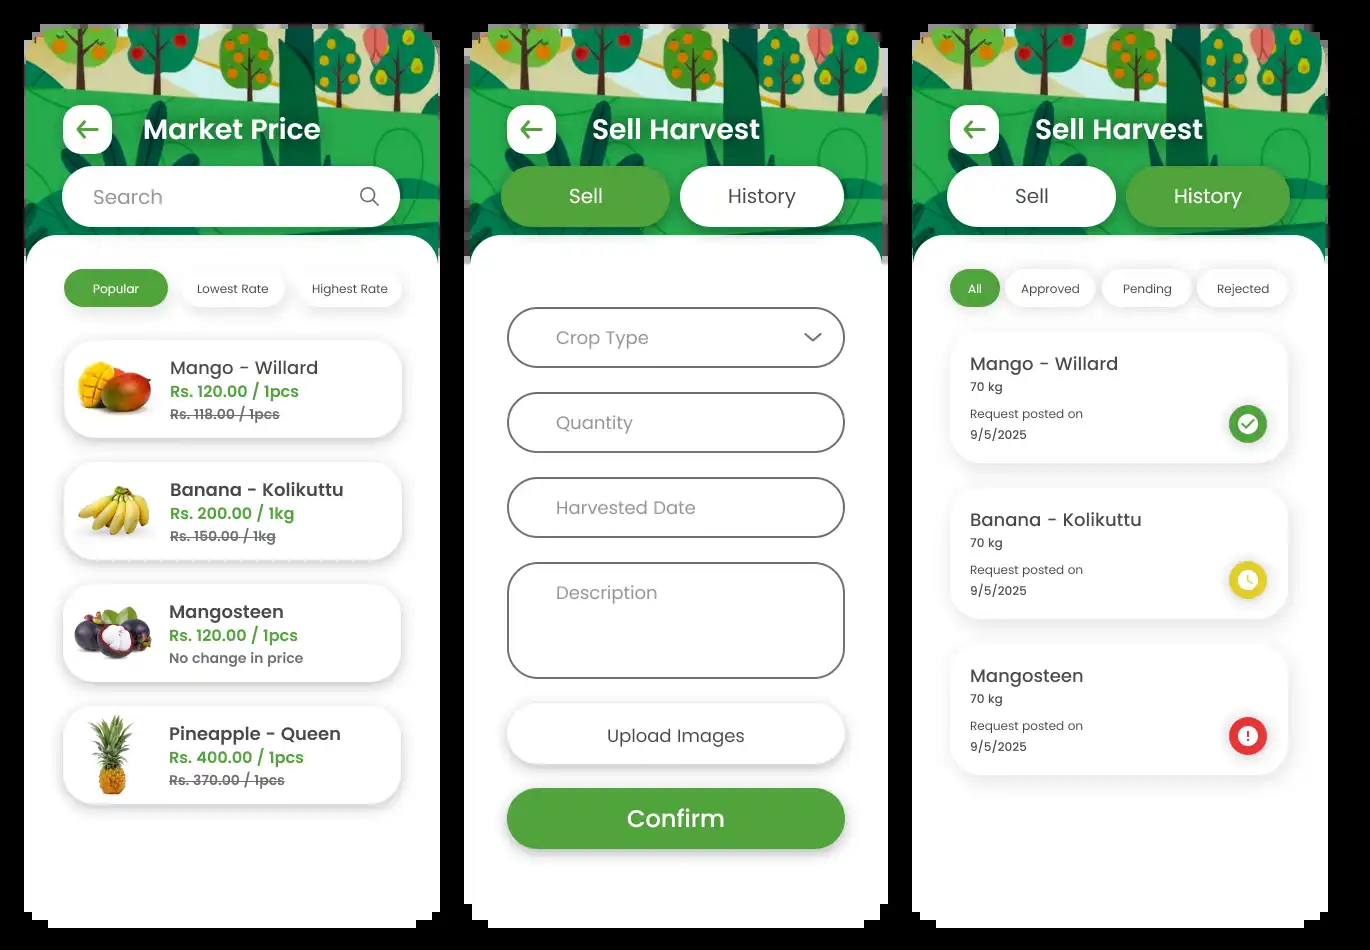 Market Price
Search
Popular
Lowest Rate
Highest Rate
Mango - Willard
Rs. 120.00 / 1pcs
Rs. 118.00 / 1pcs
Banana - Kolikuttu
Rs. 200.00 / 1kg
Rs. 150.00 / 1kg
Mangosteen
Rs. 120.00 / 1pcs
No change in price
Pineapple - Queen
Rs. 400.00 / 1pcs
Rs. 370.00 / 1pcs
Sell Harvest
Sell
History
Crop Type
Quantity
Harvested Date
Description
Upload Images
Confirm
Sell Harvest
Sell
History
All
Approved
Pending
Rejected
Mango - Willard
70 kg
Request posted on
9/5/2025
Banana - Kolikuttu
70 kg
Request posted on
9/5/2025
Mangosteen
70 kg
Request posted on
9/5/2025